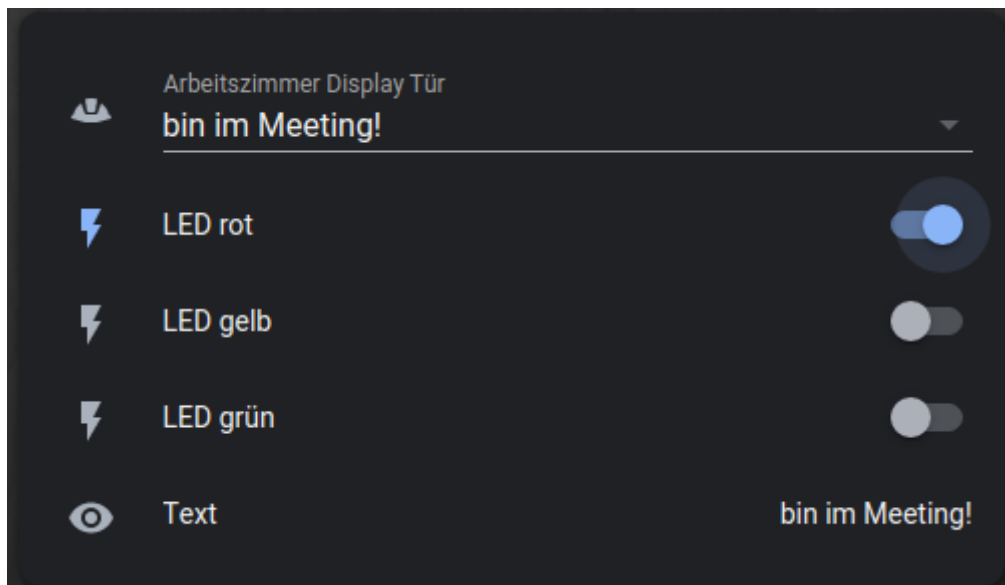 Arbeitszimmer Display Tür
bin im Meeting!
LED rot
LED gelb
LED grün
Text bin im Meeting!